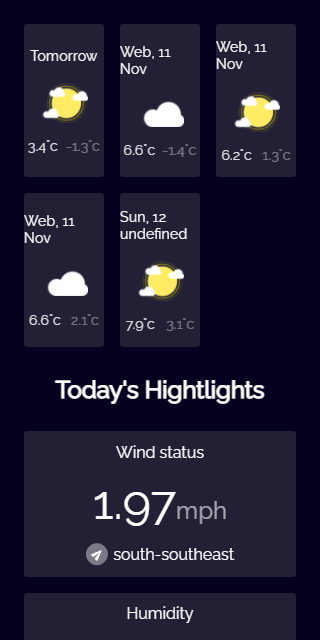 Tomorrow
3.4°c -1.3°c
Web, 11
Nov
6.6°c -1.4°c
Web, 11
Nov
6.2°c 1.3°c
Web, 11
Nov
6.6°c 2.1°c
Sun, 12
undefined
7.9°c 3.1°c
Today's Hightlights
Wind status
1.97mph
south-southeast
Humidity